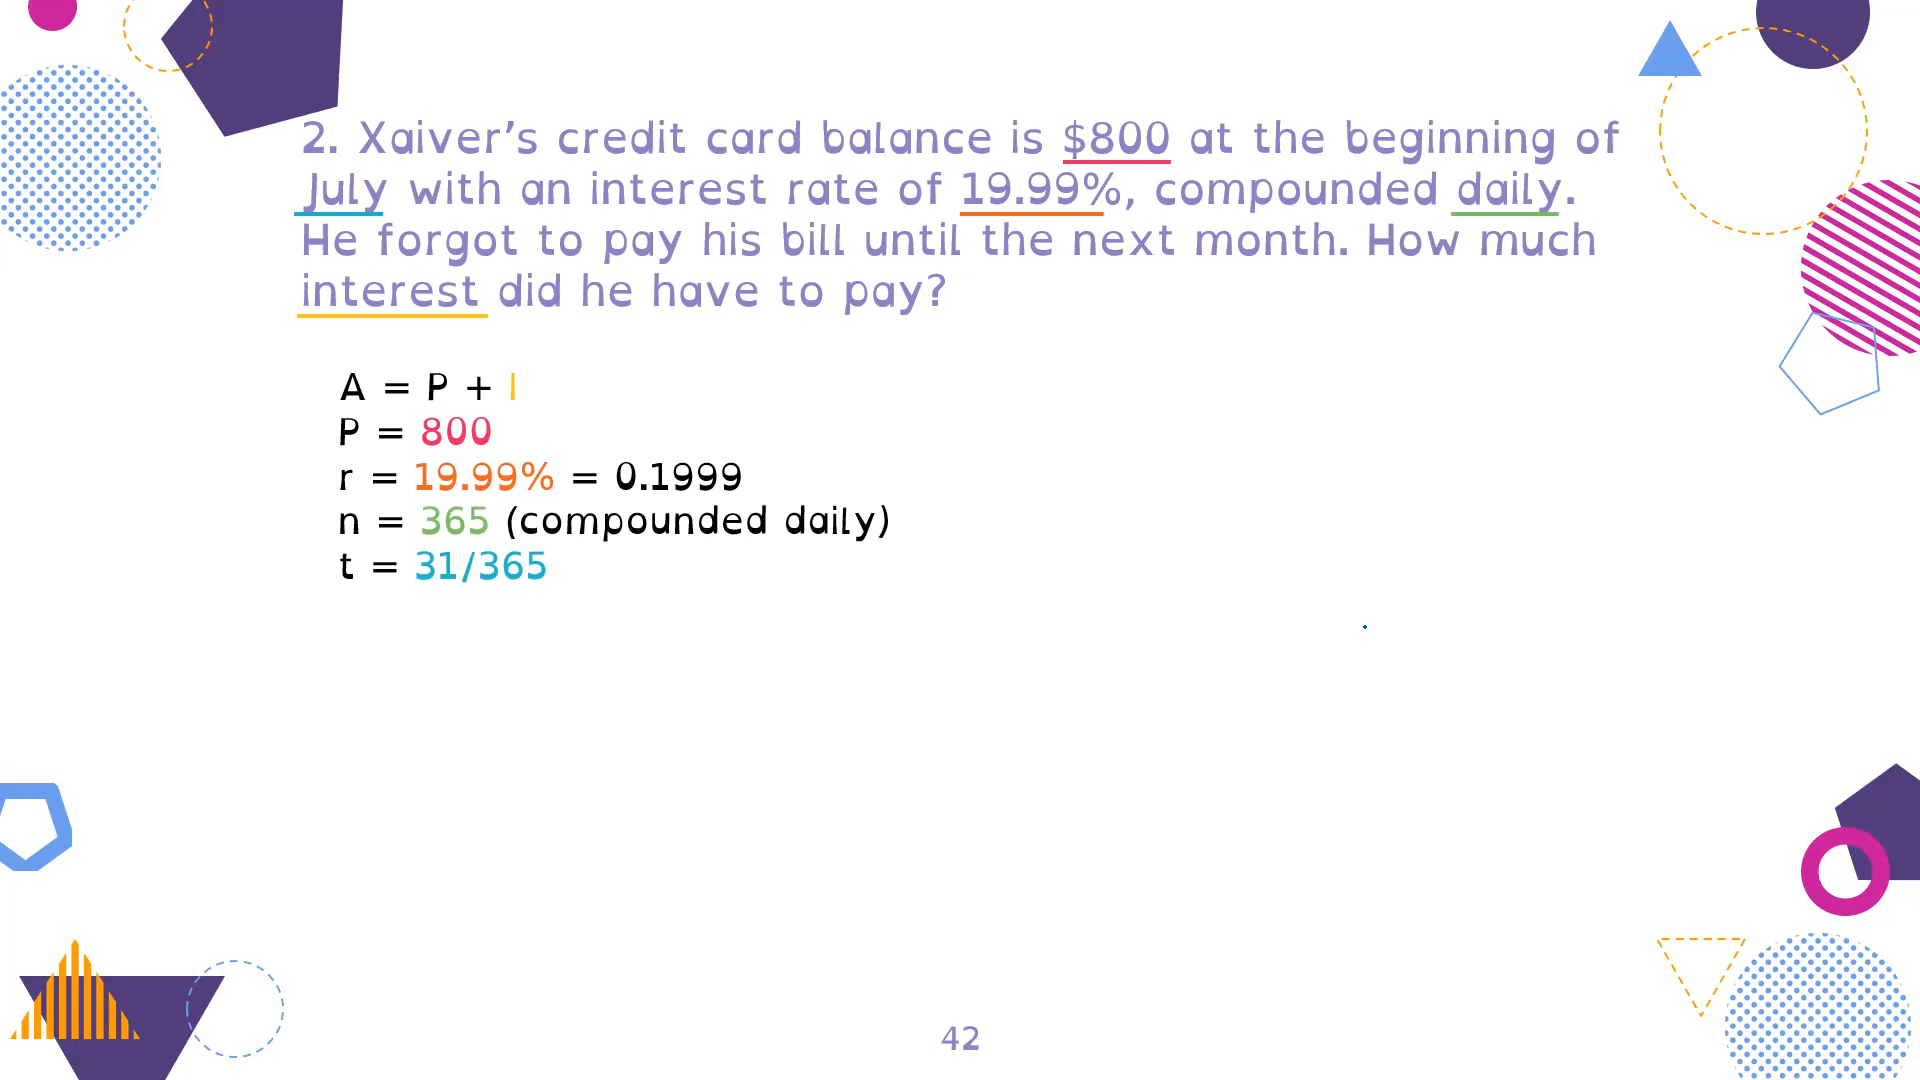 2. Xaiver’s credit card balance is $800 at the beginning of
July with an interest rate of 19.99%, compounded daily.
He forgot to pay his bill until the next month. How much
interest did he have to pay?
A = P + I
P = 800
r = 19.99% = 0.1999
n = 365 (compounded daily)
t = 31/365
42